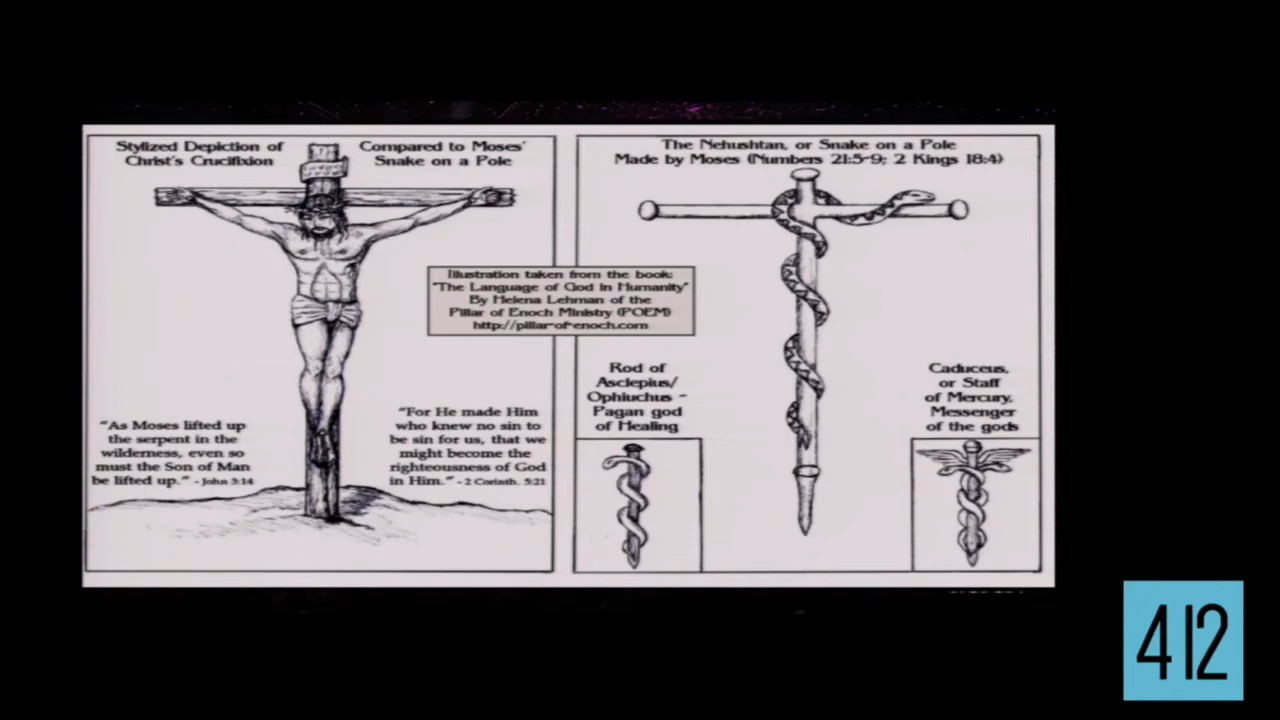 Stylized Depiction of
Christ's Crucifixion
Compared to Moses'
Snake on a Pole
"As Moses lifted up
the serpent in the
wilderness, even so
must the Son of Man
be lifted up." - John 3:14
"For He made Him
who knew no sin to
be sin for us, that we
might become the
righteousness of God
in Him." - 2 Corinth. 5:21
Illustration taken from the book:
"The Language of God in Humanity"
By Helena Lehman of the
Pillar of Enoch Ministry (POEM)
http://pillar-of-enoch.com
The Nehushtan, or Snake on a Pole
Made by Moses (Numbers 21:5-9; 2 Kings 18:4)
Rod of
Asclepius/
Ophiuchus -
Pagan god
of Healing
Caduceus,
or Staff
of Mercury,
Messenger
of the gods
412